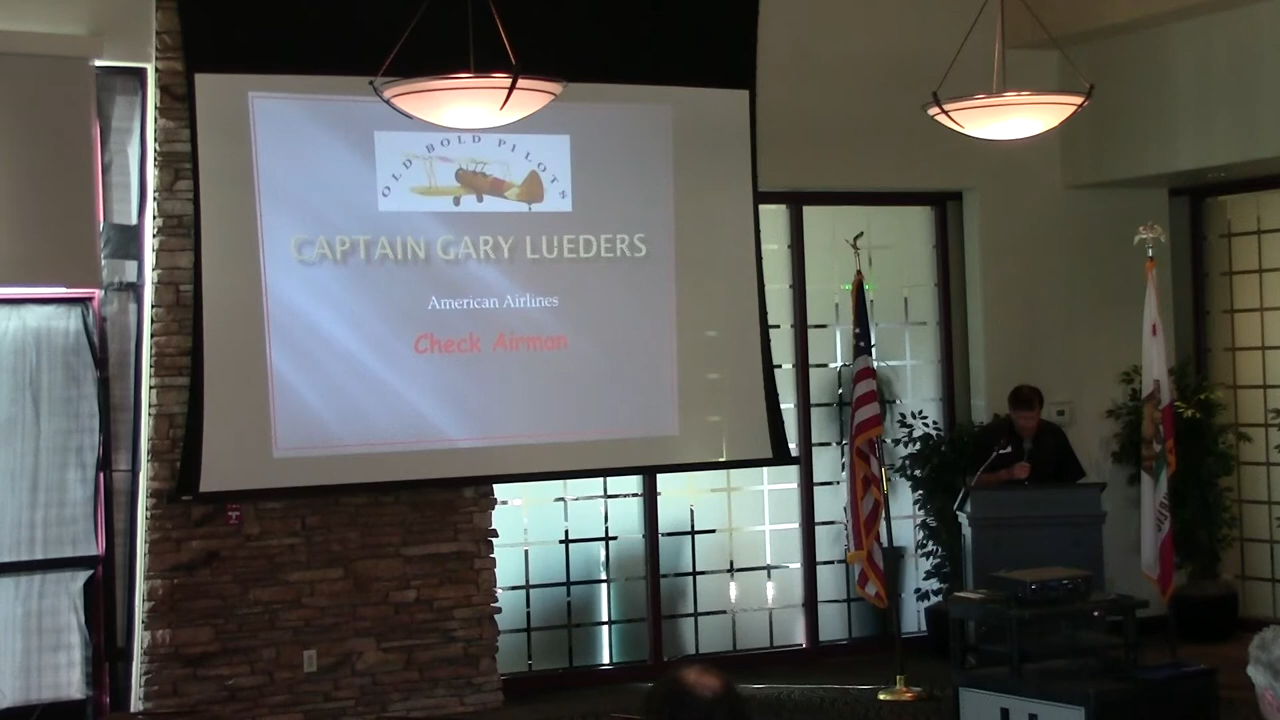 OLD BOLD PILOTS
CAPTAIN GARY LUEDERS
American Airlines
Check Airman